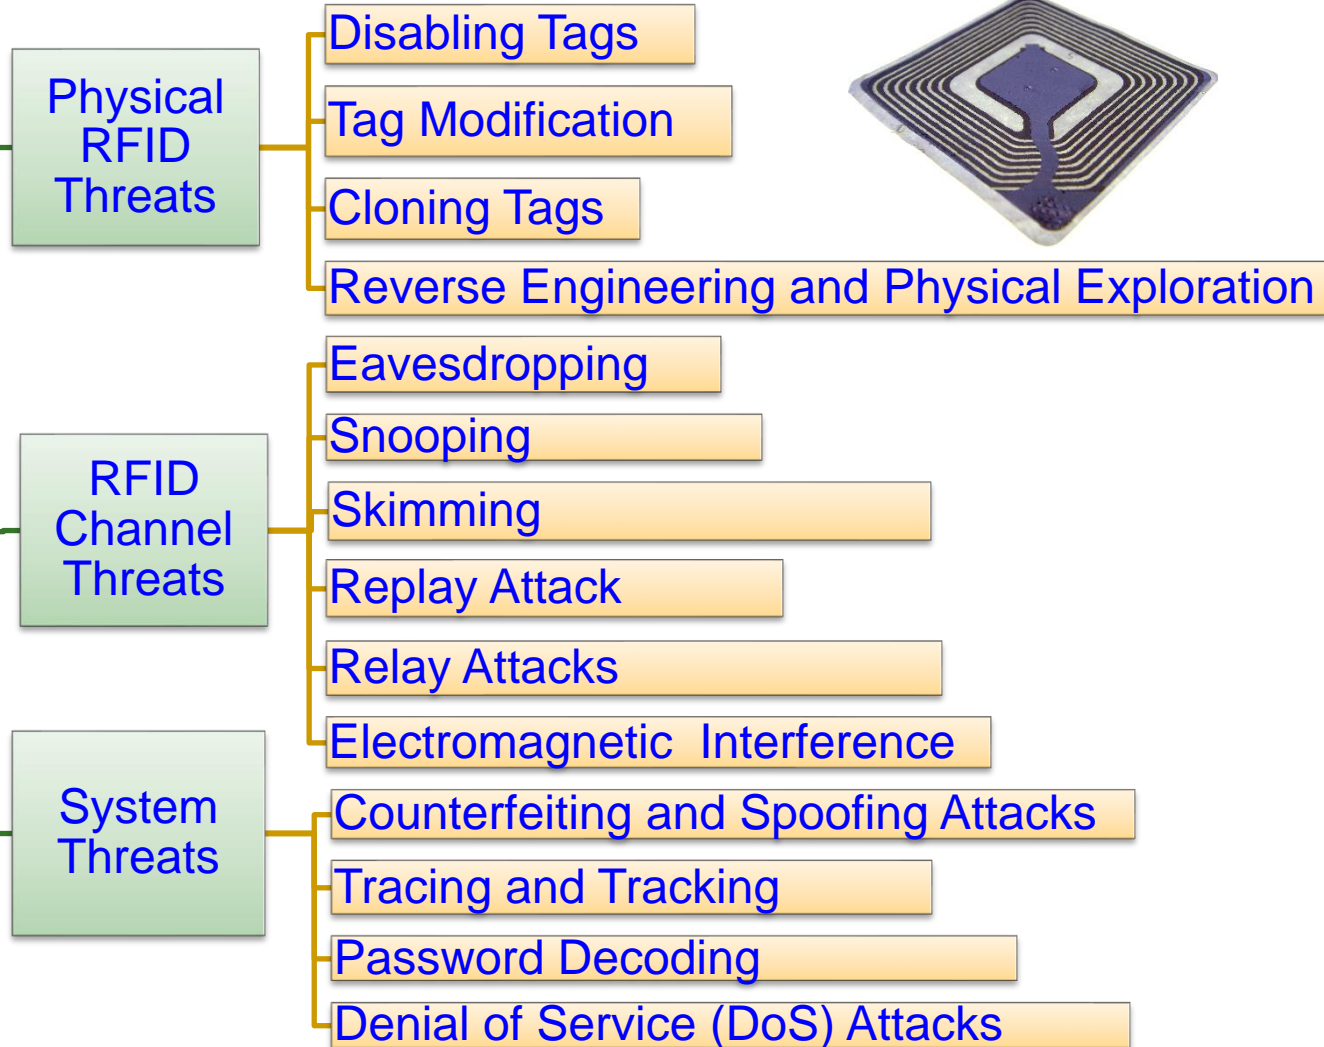 Physical
RFID
Threats
Disabling Tags
Tag Modification
Cloning Tags
Reverse Engineering and Physical Exploration
RFID
Channel
Threats
Eavesdropping
Snooping
Skimming
Replay Attack
Relay Attacks
Electromagnetic  Interference
System
Threats
Counterfeiting and Spoofing Attacks
Tracing and Tracking
Password Decoding
Denial of Service (DoS) Attacks